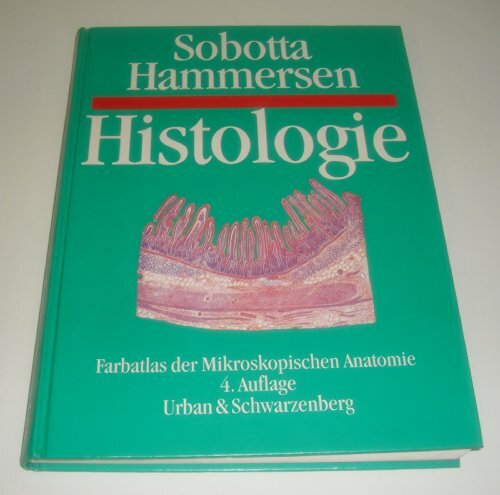 Sobotta
Hammersen
Histologie
Farbatlas der Mikroskopischen Anatomie
4. Auflage
Urban & Schwarzenberg